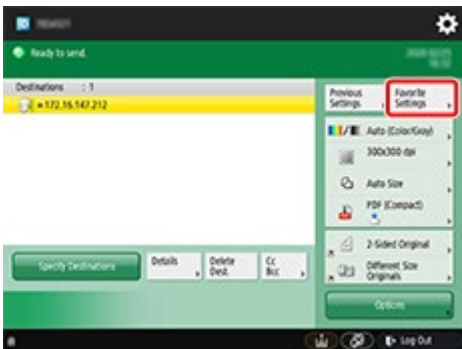 Ready to send.
Destinations : 1
172.16.147.212
Previous Settings
Favorite Settings
Auto (Color/Gray)
300x300 dpi
Auto Size
PDF (Compact)
2-Sided Original
Different Size Originals
Specify Destinations
Details
Delete Dest.
Cc Bcc
Options
Log Out